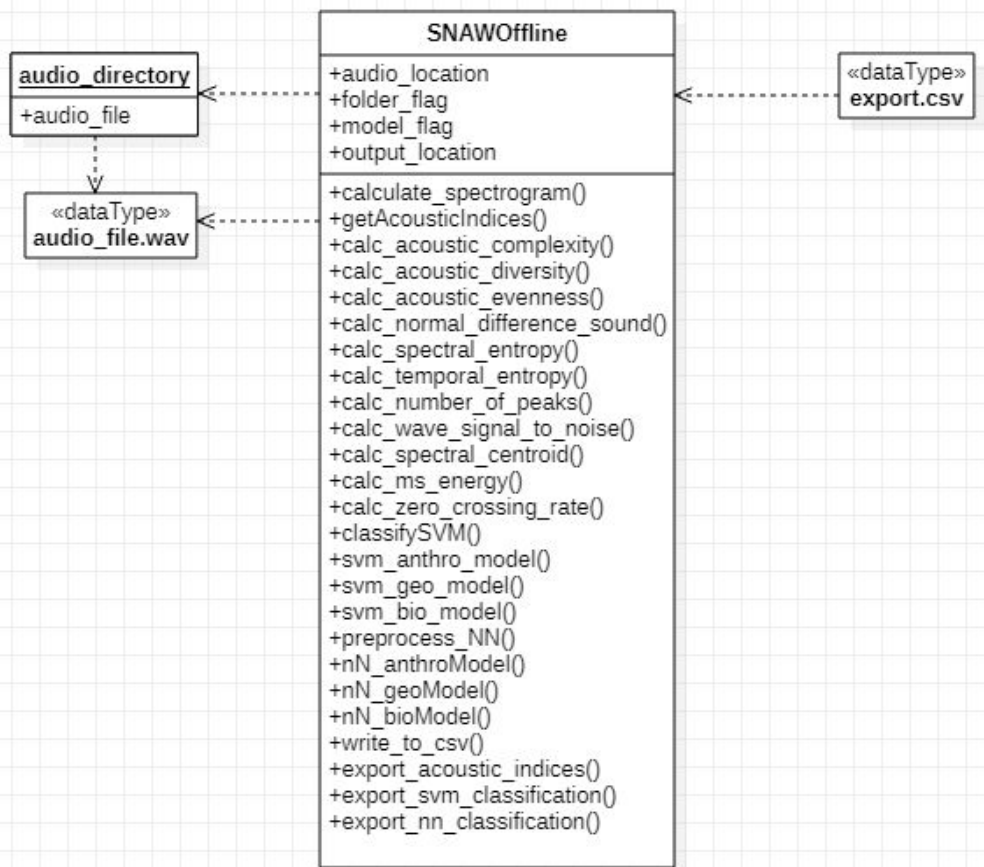 SNAWOffline
+audio_location
+folder_flag
+model_flag
+output_location
+calculate_spectrogram()
+getAcousticIndices()
+calc_acoustic_complexity()
+calc_acoustic_diversity()
+calc_acoustic_evenness()
+calc_normal_difference_sound()
+calc_spectral_entropy()
+calc_temporal_entropy()
+calc_number_of_peaks()
+calc_wave_signal_to_noise()
+calc_spectral_centroid()
+calc_ms_energy()
+calc_zero_crossing_rate()
+classifySVM()
+svm_anthro_model()
+svm_geo_model()
+svm_bio_model()
+preprocess_NN()
+nN_anthroModel()
+nN_geoModel()
+nN_bioModel()
+write_to_csv()
+export_acoustic_indices()
+export_svm_classification()
+export_nn_classification()
audio_directory
+audio_file
«dataType»
audio_file.wav
«dataType»
export.csv